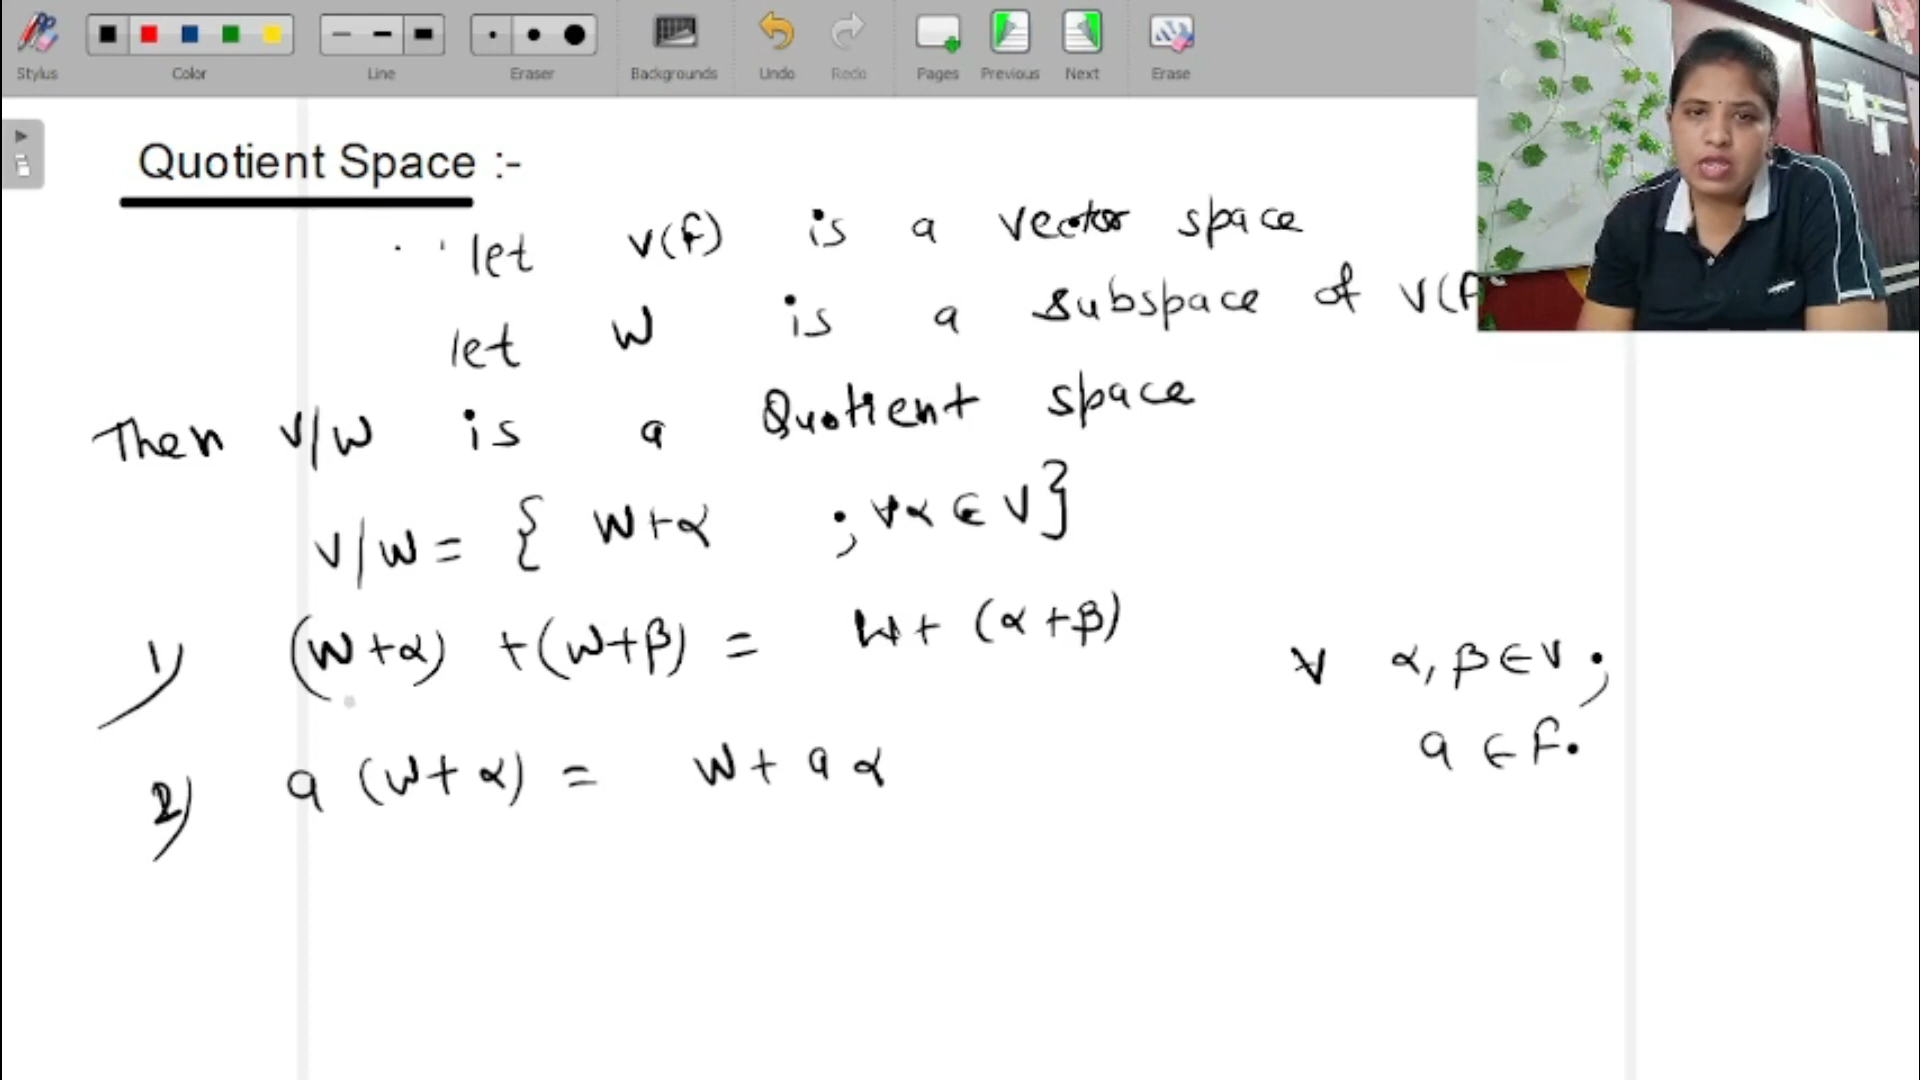 Stylus Color Line Eraser Backgrounds Undo Redo Pages Previous Next Erase
Quotient Space :-
let V(F) is a vector space
let W is a subspace of V(F
Then V/W is a Quotient space
V/W = { W+α ; ∀α ∈ V}
1) (W+α) + (W+β) = W + (α+β) ∀ α, β ∈ V ;
2) a (W+α) = W + a α a ∈ F.